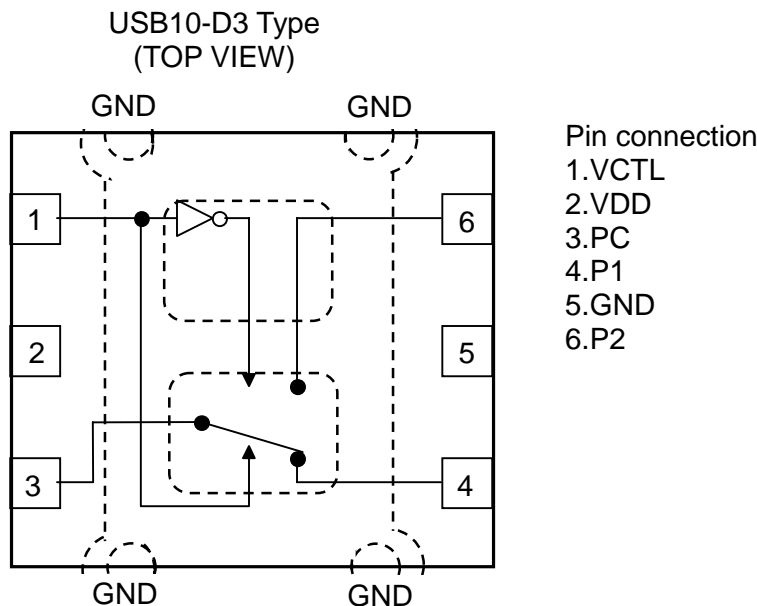 USB10-D3 Type
(TOP VIEW)
GND GND
Pin connection
1.VCTL
2.VDD
3.PC
4.P1
5.GND
6.P2
1 6
2 5
3 4
GND GND